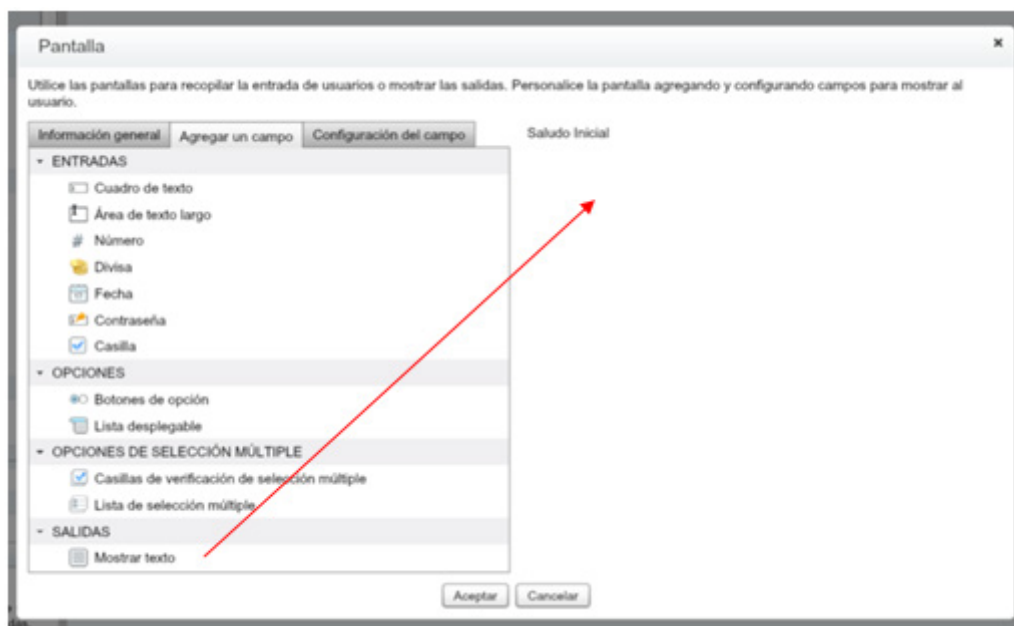 Pantalla
Utilice las pantallas para recopilar la entrada de usuarios o mostrar las salidas. Personalice la pantalla agregando y configurando campos para mostrar al
usuario.
Información general Agregar un campo Configuración del campo
Saludo Inicial
ENTRADAS
Cuadro de texto
Área de texto largo
Número
Divisa
Fecha
Contraseña
Casilla
OPCIONES
Botones de opción
Lista desplegable
OPCIONES DE SELECCIÓN MÚLTIPLE
Casillas de verificación de selección múltiple
Lista de selección múltiple
SALIDAS
Mostrar texto
Aceptar Cancelar